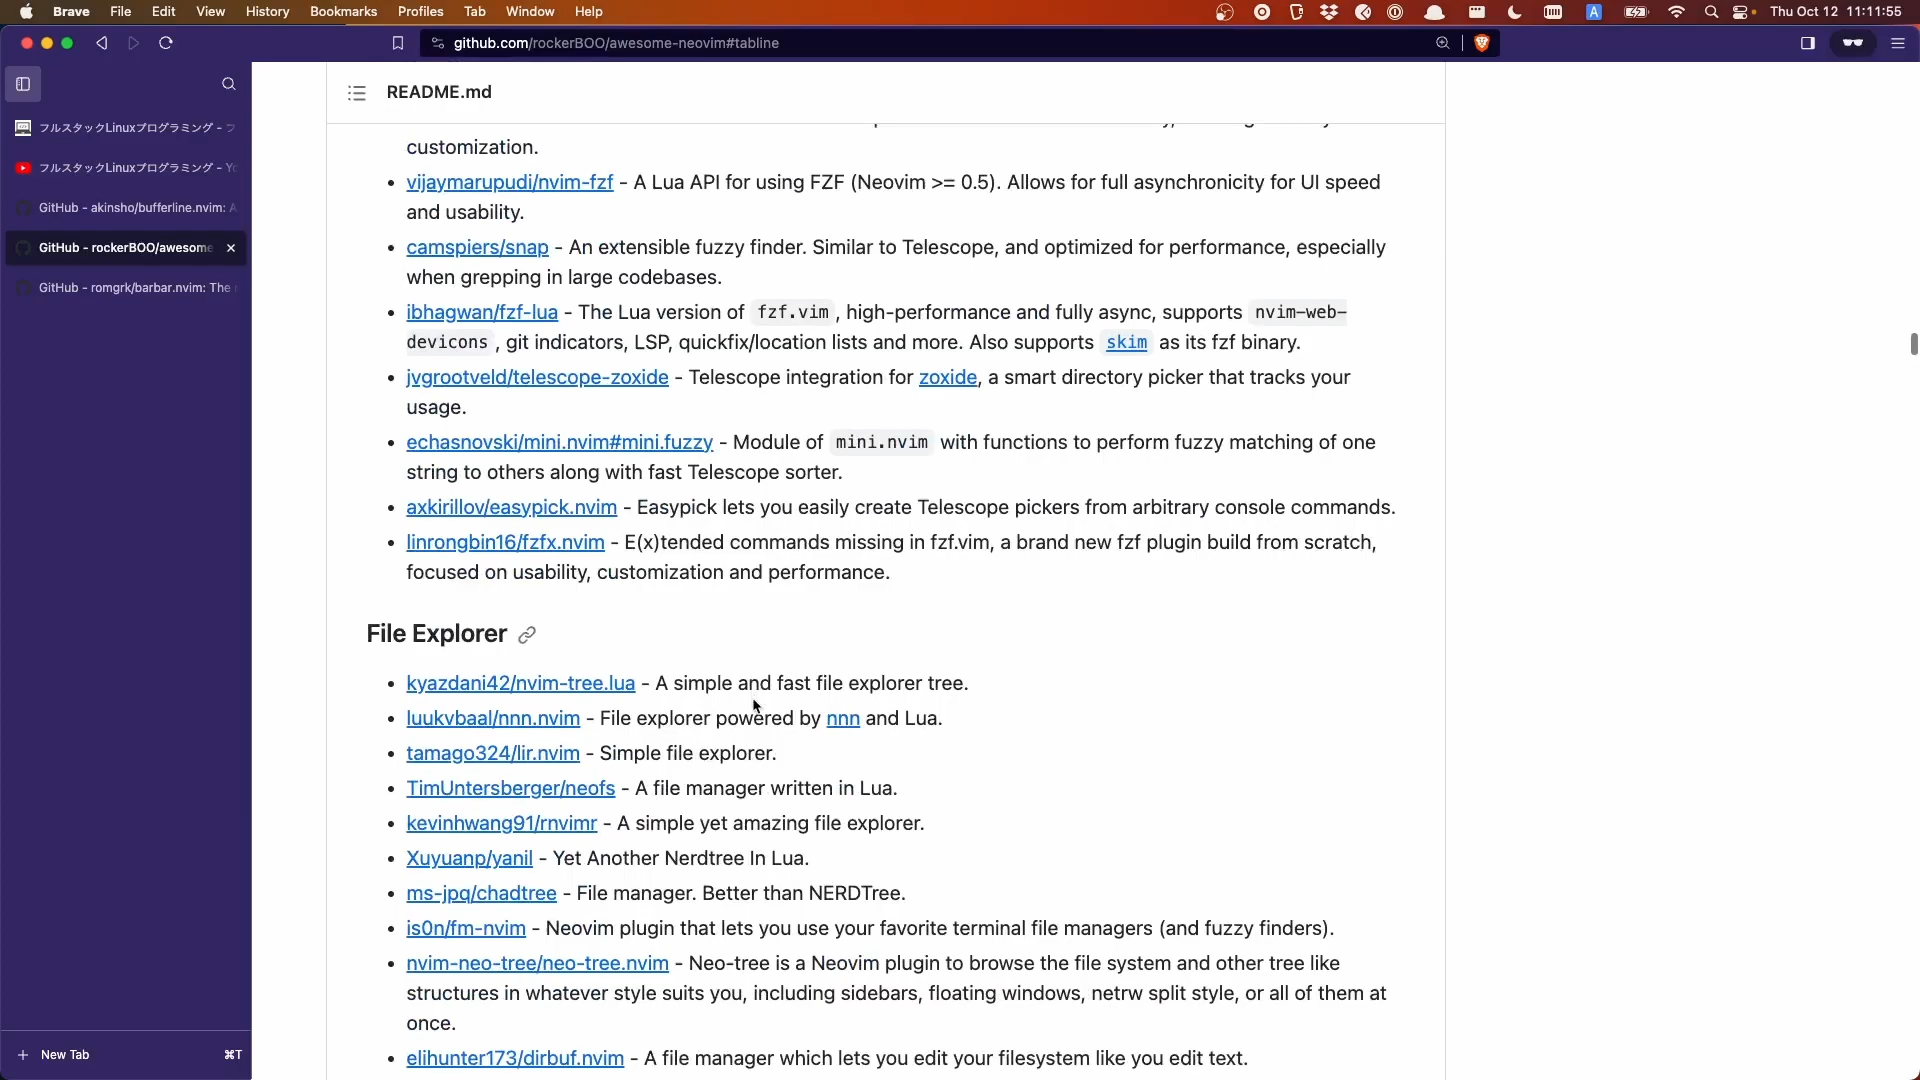 Brave File Edit View History Bookmarks Profiles Tab Window Help A Thu Oct 12 11:11:55
github.com/rockerBOO/awesome-neovim#tabline
フルスタックLinuxプログラミング - フ
フルスタックLinuxプログラミング - Yo
GitHub - akinsho/bufferline.nvim: A
GitHub - rockerBOO/awesome
GitHub - romgrk/barbar.nvim: The
New Tab ⌘T
README.md
customization.
vijaymarupudi/nvim-fzf - A Lua API for using FZF (Neovim >= 0.5). Allows for full asynchronicity for UI speed
and usability.
camspiers/snap - An extensible fuzzy finder. Similar to Telescope, and optimized for performance, especially
when grepping in large codebases.
ibhagwan/fzf-lua - The Lua version of fzf.vim , high-performance and fully async, supports nvim-web-
devicons , git indicators, LSP, quickfix/location lists and more. Also supports skim as its fzf binary.
jvgrootveld/telescope-zoxide - Telescope integration for zoxide, a smart directory picker that tracks your
usage.
echasnovski/mini.nvim#mini.fuzzy - Module of mini.nvim with functions to perform fuzzy matching of one
string to others along with fast Telescope sorter.
axkirillov/easypick.nvim - Easypick lets you easily create Telescope pickers from arbitrary console commands.
linrongbin16/fzfx.nvim - E(x)tended commands missing in fzf.vim, a brand new fzf plugin build from scratch,
focused on usability, customization and performance.
File Explorer
kyazdani42/nvim-tree.lua - A simple and fast file explorer tree.
luukvbaal/nnn.nvim - File explorer powered by nnn and Lua.
tamago324/lir.nvim - Simple file explorer.
TimUntersberger/neofs - A file manager written in Lua.
kevinhwang91/rnvimr - A simple yet amazing file explorer.
Xuyuanp/yanil - Yet Another Nerdtree In Lua.
ms-jpq/chadtree - File manager. Better than NERDTree.
is0n/fm-nvim - Neovim plugin that lets you use your favorite terminal file managers (and fuzzy finders).
nvim-neo-tree/neo-tree.nvim - Neo-tree is a Neovim plugin to browse the file system and other tree like
structures in whatever style suits you, including sidebars, floating windows, netrw split style, or all of them at
once.
elihunter173/dirbuf.nvim - A file manager which lets you edit your filesystem like you edit text.